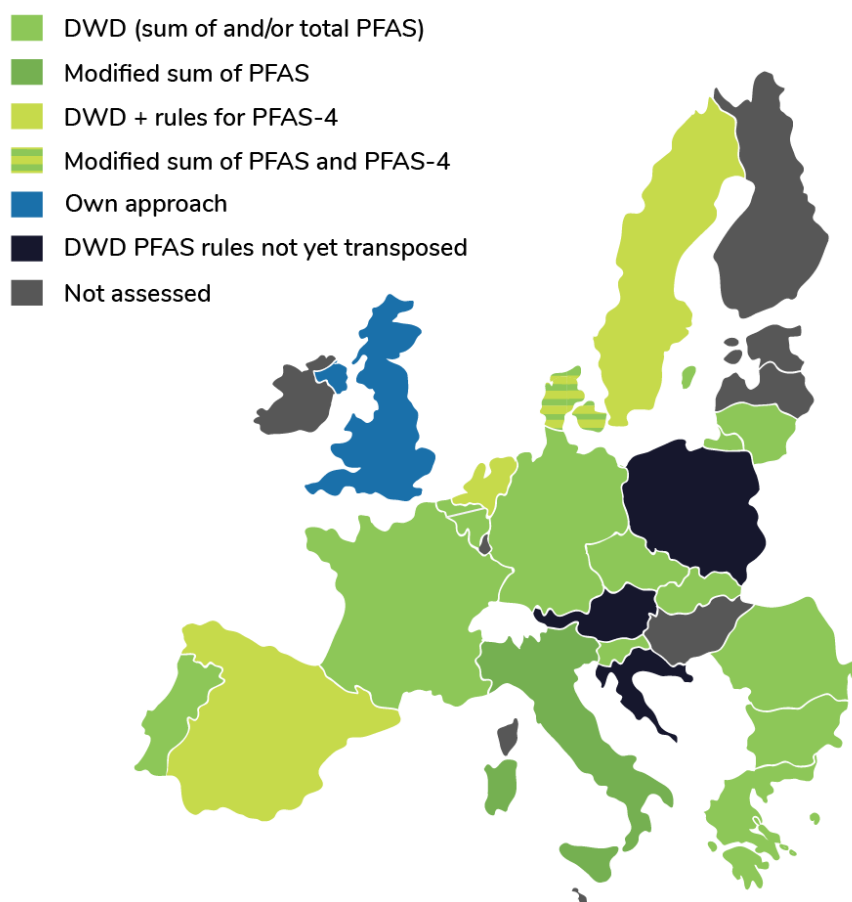 DWD (sum of and/or total PFAS)
Modified sum of PFAS
DWD + rules for PFAS-4
Modified sum of PFAS and PFAS-4
Own approach
DWD PFAS rules not yet transposed
Not assessed